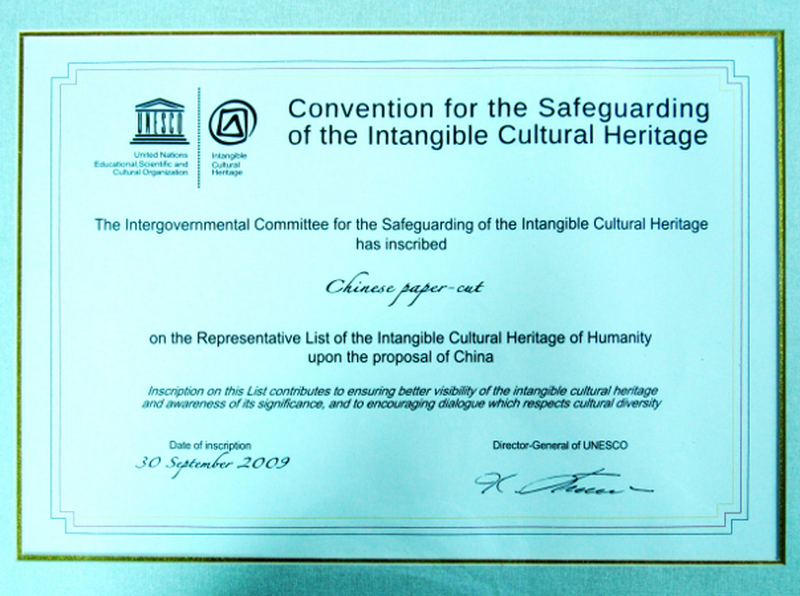 UNESCO
United Nations
Educational, Scientific and
Cultural Organization
Intangible
Cultural
Heritage
Convention for the Safeguarding
of the Intangible Cultural Heritage
The Intergovernmental Committee for the Safeguarding of the Intangible Cultural Heritage
has inscribed
Chinese paper-cut
on the Representative List of the Intangible Cultural Heritage of Humanity
upon the proposal of China
Inscription on this List contributes to ensuring better visibility of the intangible cultural heritage
and awareness of its significance, and to encouraging dialogue which respects cultural diversity
Date of inscription
30 September 2009
Director-General of UNESCO